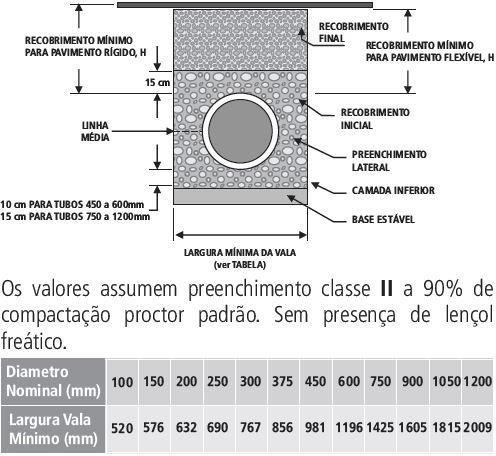 RECOBRIMENTO MÍNIMO
PARA PAVIMENTO RÍGIDO, H
RECOBRIMENTO
FINAL
RECOBRIMENTO MÍNIMO
PARA PAVIMENTO FLEXÍVEL, H
15 cm
RECOBRIMENTO
INICIAL
LINHA
MÉDIA
PREENCHIMENTO
LATERAL
CAMADA INFERIOR
10 cm PARA TUBOS 450 a 600mm
15 cm PARA TUBOS 750 a 1200mm
BASE ESTÁVEL
LARGURA MÍNIMA DA VALA
(ver TABELA)
Os valores assumem preenchimento classe II a 90% de
compactação proctor padrão. Sem presença de lençol
freático.
Diametro
Nominal (mm) 100 150 200 250 300 375 450 600 750 900 1050 1200
Largura Vala
Mínimo (mm) 520 576 632 690 767 856 981 1196 1425 1605 1815 2009